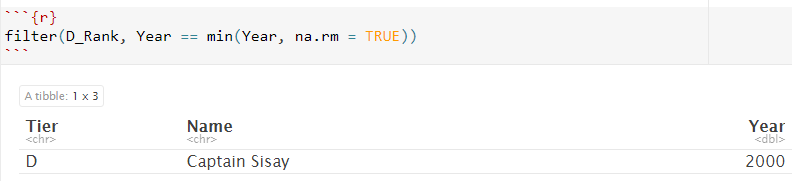 ```{r}
filter(D_Rank, Year == min(Year, na.rm = TRUE))
```
A tibble: 1 x 3
Tier Name Year
<chr> <chr> <dbl>
D Captain Sisay 2000